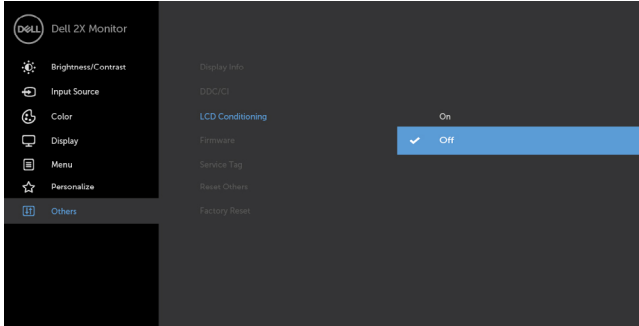 DELL Dell 2X Monitor
Brightness/Contrast
Input Source
Color
Display
Menu
Personalize
Others
Display Info
DDC/CI
LCD Conditioning
Firmware
Service Tag
Reset Others
Factory Reset
On
Off